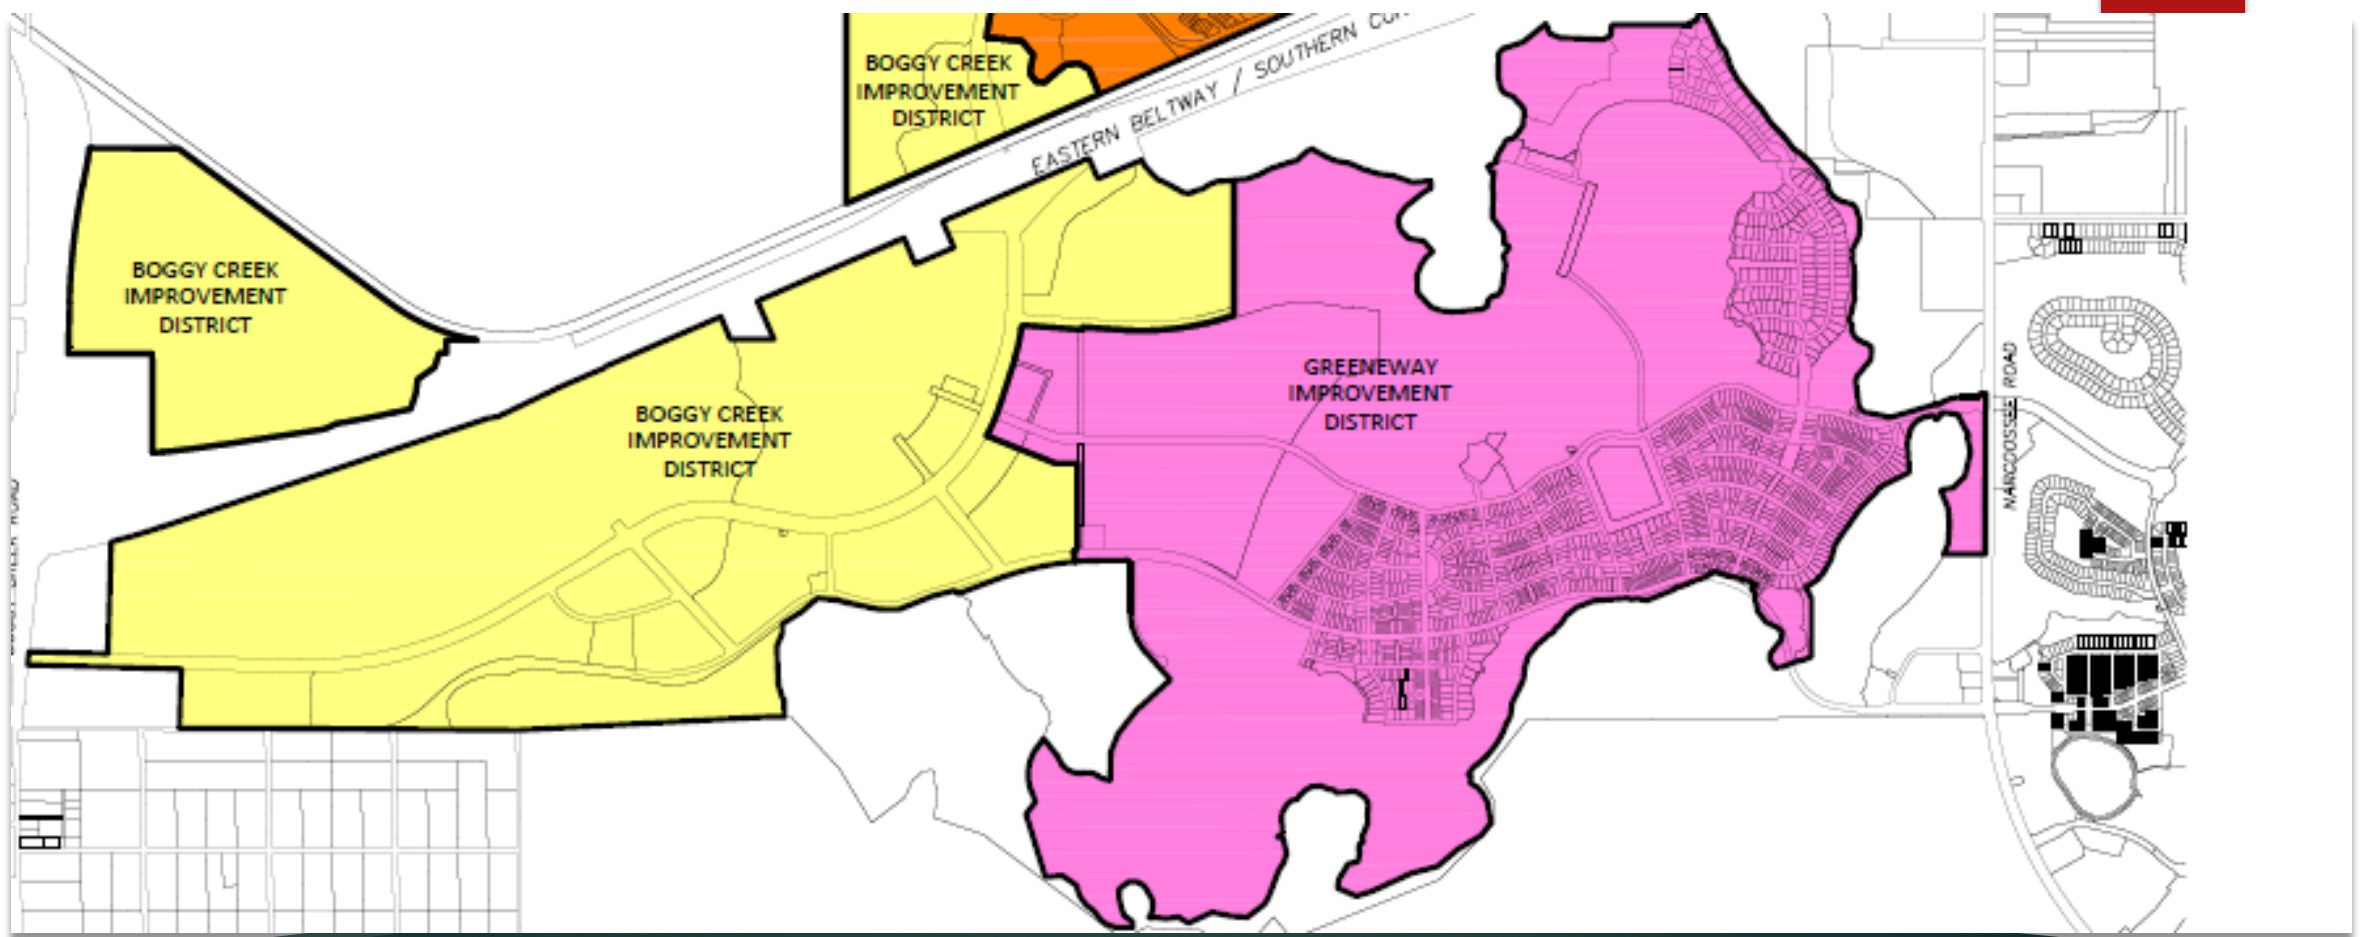 BOGGY CREEK
IMPROVEMENT
DISTRICT
EASTERN BELTWAY / SOUTHERN
BOGGY CREEK
IMPROVEMENT
DISTRICT
GREENEWAY
IMPROVEMENT
DISTRICT
BOGGY CREEK
IMPROVEMENT
DISTRICT
NARCOOSSEE ROAD
ROAD